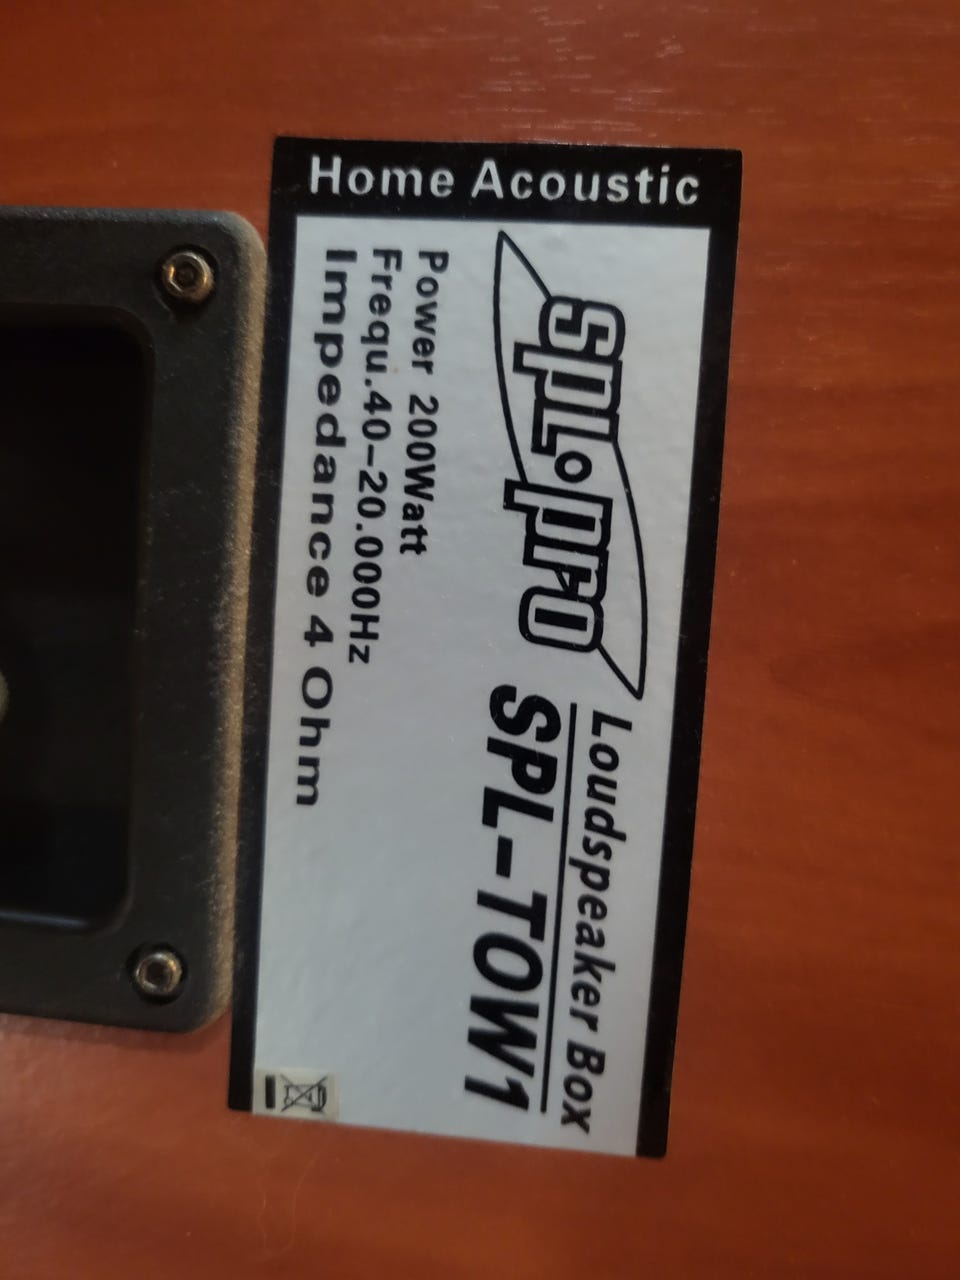 Home Acoustic
SPL·PRO
Loudspeaker Box
SPL-TOW1
Power 200Watt
Frequ.40-20.000Hz
Impedance 4 Ohm